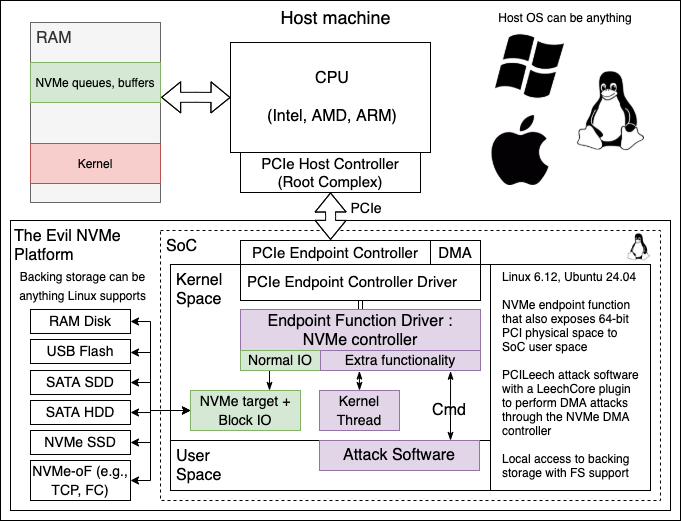 Host machine
Host OS can be anything
RAM
NVMe queues, buffers
Kernel
CPU
(Intel, AMD, ARM)
PCIe Host Controller
(Root Complex)
PCIe
The Evil NVMe
Platform
Backing storage can be
anything Linux supports
RAM Disk
USB Flash
SATA SDD
SATA HDD
NVMe SSD
NVMe-oF (e.g.,
TCP, FC)
SoC
PCIe Endpoint Controller
DMA
Kernel
Space
PCIe Endpoint Controller Driver
Endpoint Function Driver :
NVMe controller
Normal IO
Extra functionality
NVMe target +
Block IO
Kernel
Thread
Cmd
User
Space
Attack Software
Linux 6.12, Ubuntu 24.04
NVMe endpoint function
that also exposes 64-bit
PCI physical space to
SoC user space
PCILeech attack software
with a LeechCore plugin
to perform DMA attacks
through the NVMe DMA
controller
Local access to backing
storage with FS support